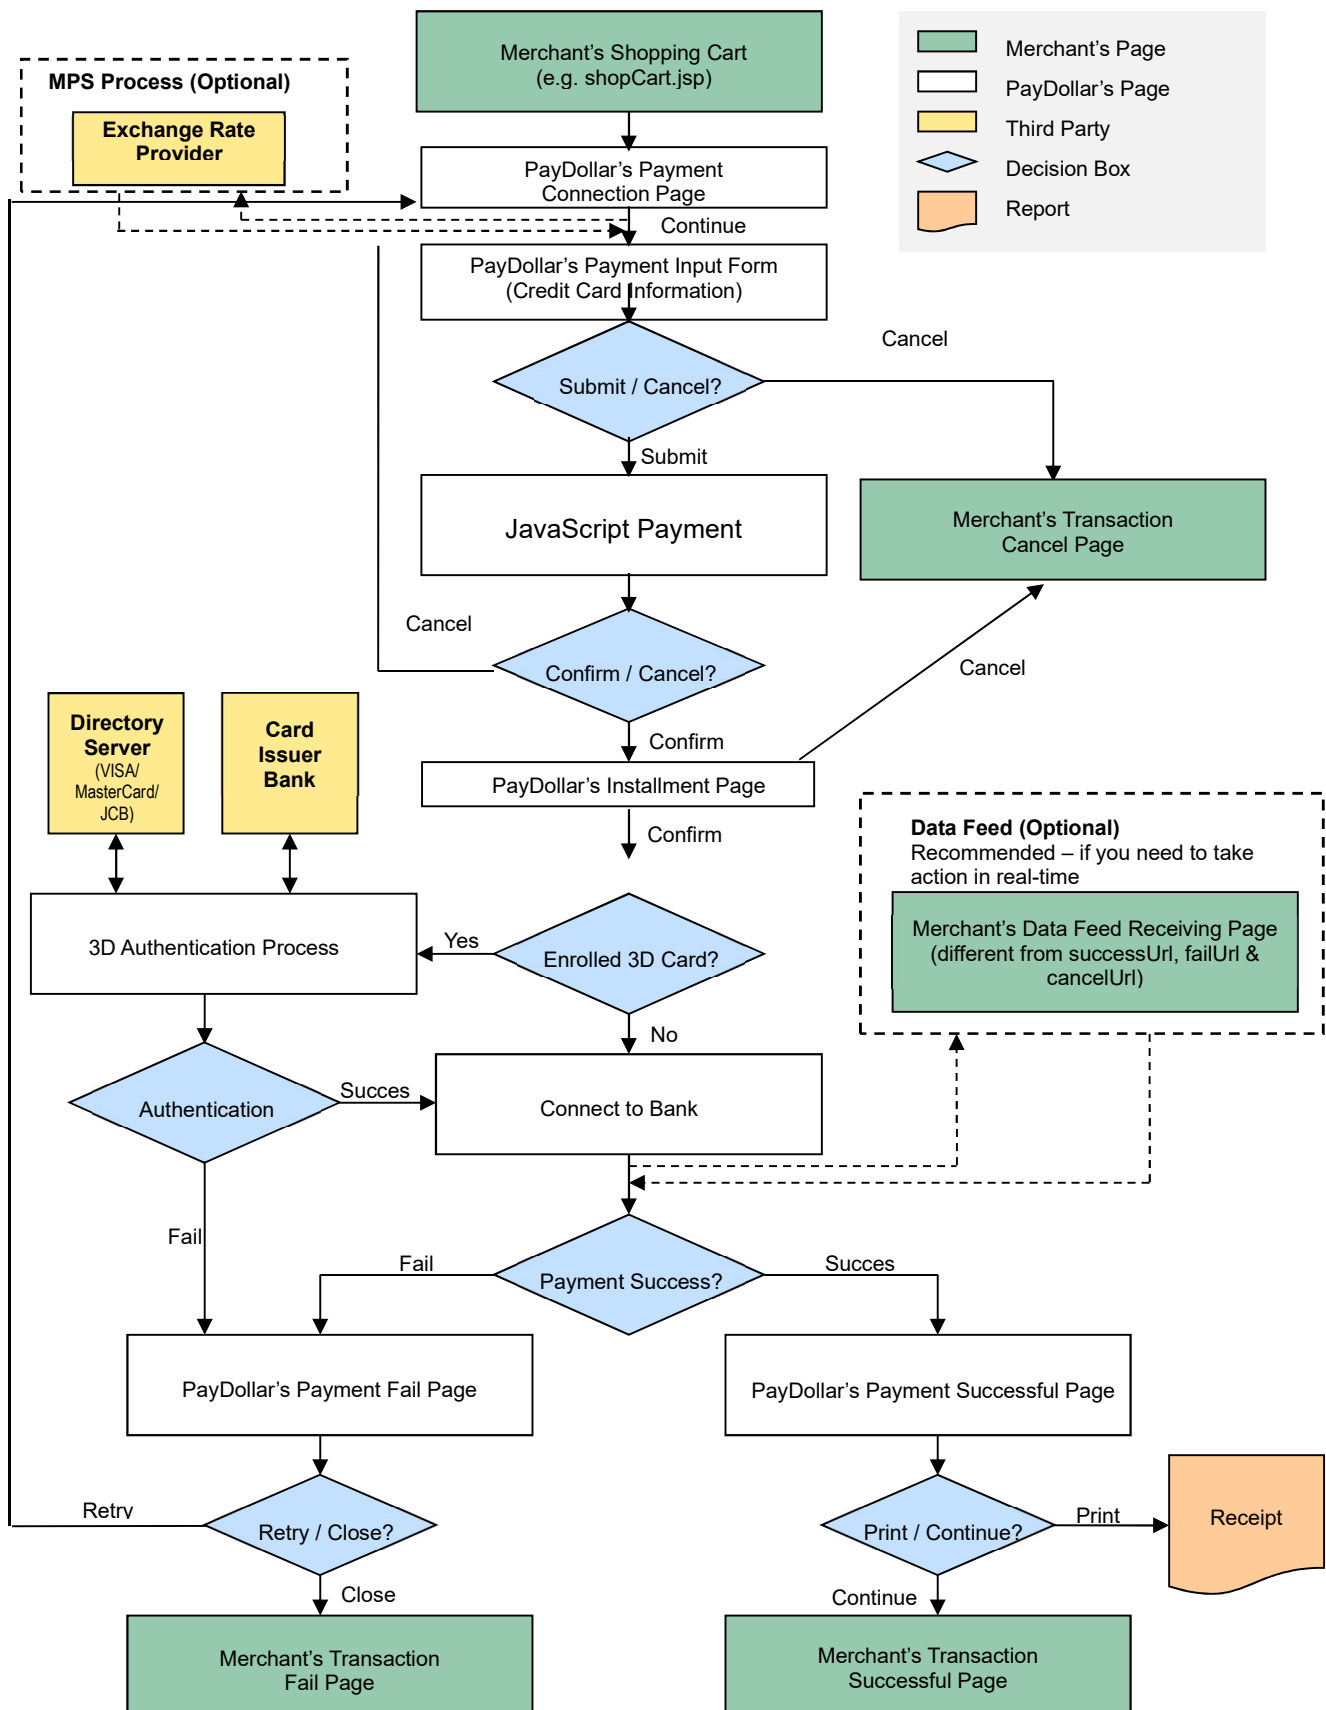 Merchant's Shopping Cart
(e.g. shopCart.jsp)
Merchant's Page
PayDollar's Page
Third Party
Decision Box
Report
MPS Process (Optional)
Exchange Rate
Provider
PayDollar's Payment
Connection Page
Continue
PayDollar's Payment Input Form
(Credit Card Information)
Cancel
Submit / Cancel?
Submit
JavaScript Payment
Merchant's Transaction
Cancel Page
Cancel
Confirm / Cancel?
Cancel
Confirm
Directory
Server
(VISA/
MasterCard/
JCB)
Card
Issuer
Bank
PayDollar's Installment Page
Confirm
Data Feed (Optional)
Recommended – if you need to take
action in real-time
Merchant's Data Feed Receiving Page
(different from successUrl, failUrl &
cancelUrl)
3D Authentication Process
Yes
Enrolled 3D Card?
No
Authentication
Succes
Connect to Bank
Fail
Fail
Payment Success?
Succes
PayDollar's Payment Fail Page
PayDollar's Payment Successful Page
Retry
Retry / Close?
Print / Continue?
Print
Receipt
Close
Continue
Merchant's Transaction
Fail Page
Merchant's Transaction
Successful Page